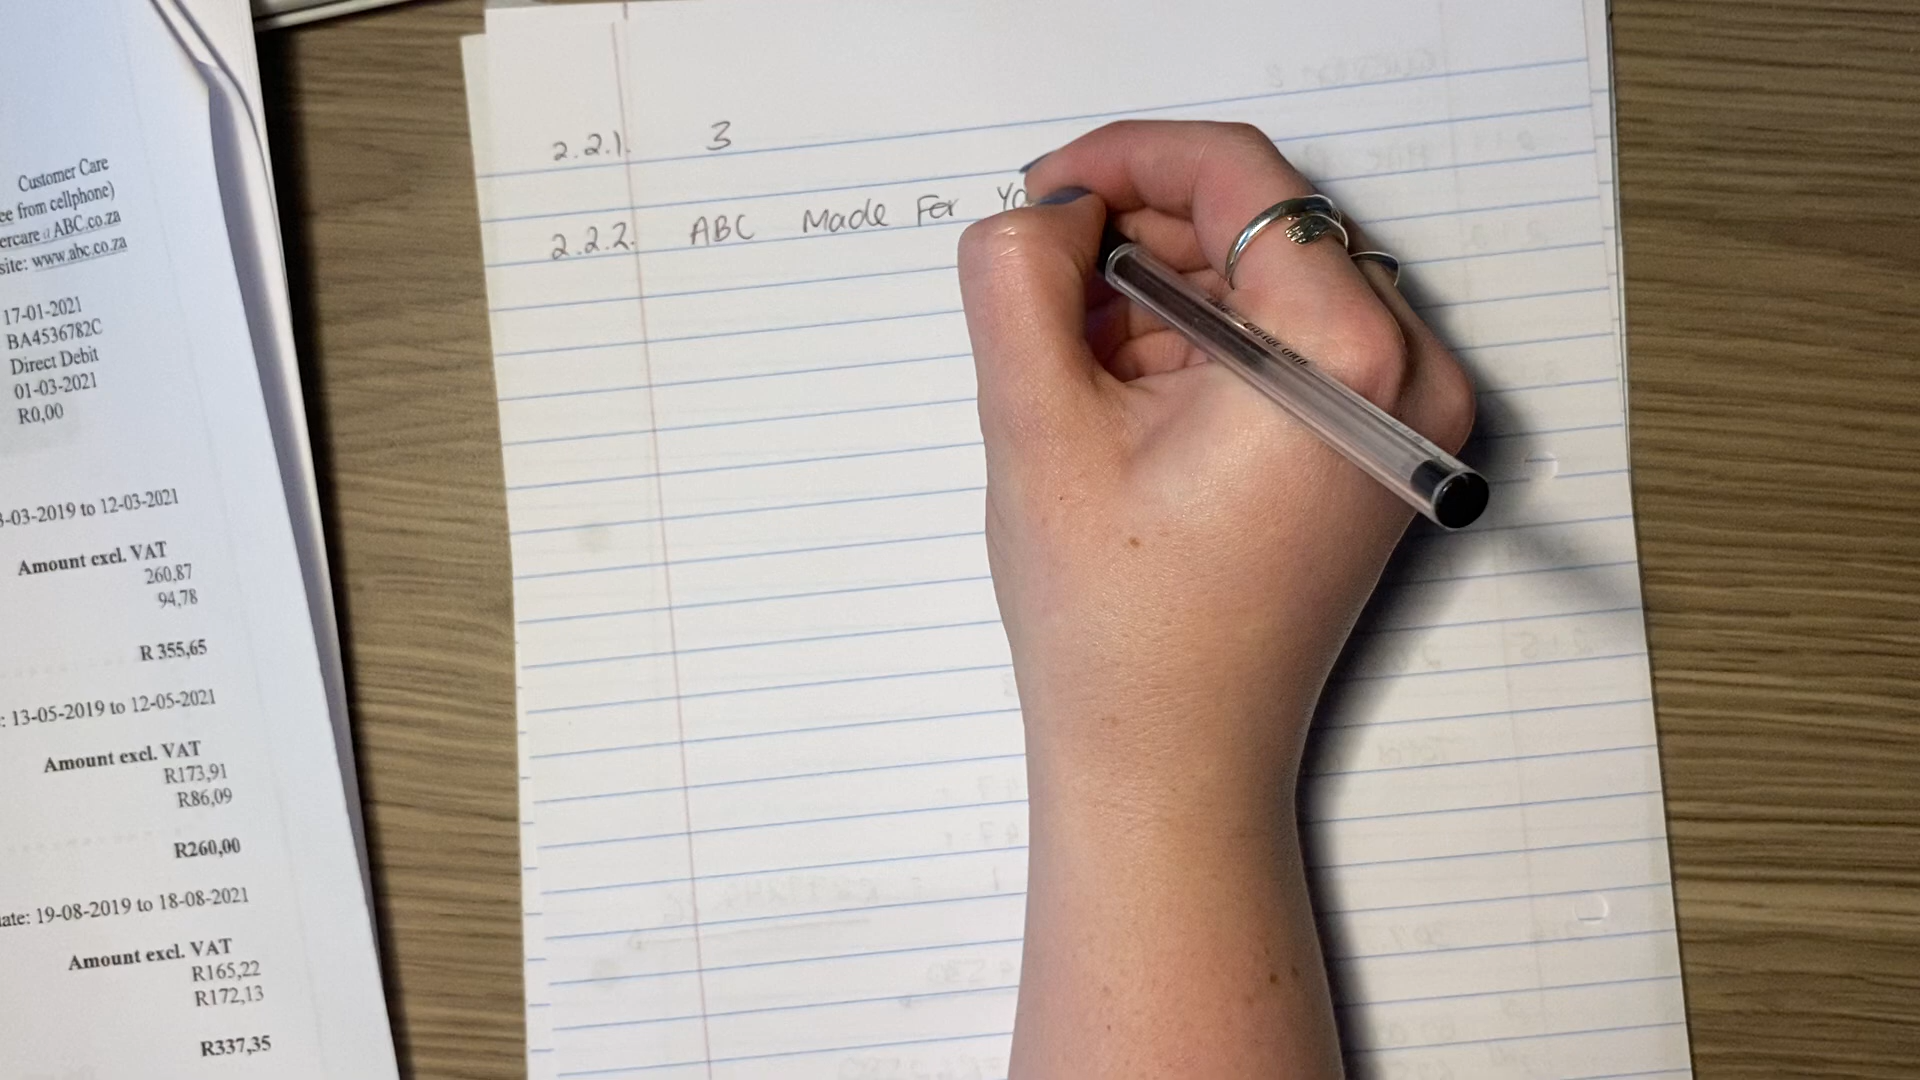 Customer Care
ee from cellphone)
ercare@ABC.co.za
site: www.abc.co.za
17-01-2021
BA4536782C
Direct Debit
01-03-2021
R0,00
3-03-2019 to 12-03-2021
Amount excl. VAT
260,87
94,78
R 355,65
: 13-05-2019 to 12-05-2021
Amount excl. VAT
R173,91
R86,09
R260,00
ate: 19-08-2019 to 18-08-2021
Amount excl. VAT
R165,22
R172,13
R337,35
2.2.1. 3
2.2.2. ABC Made For Yo